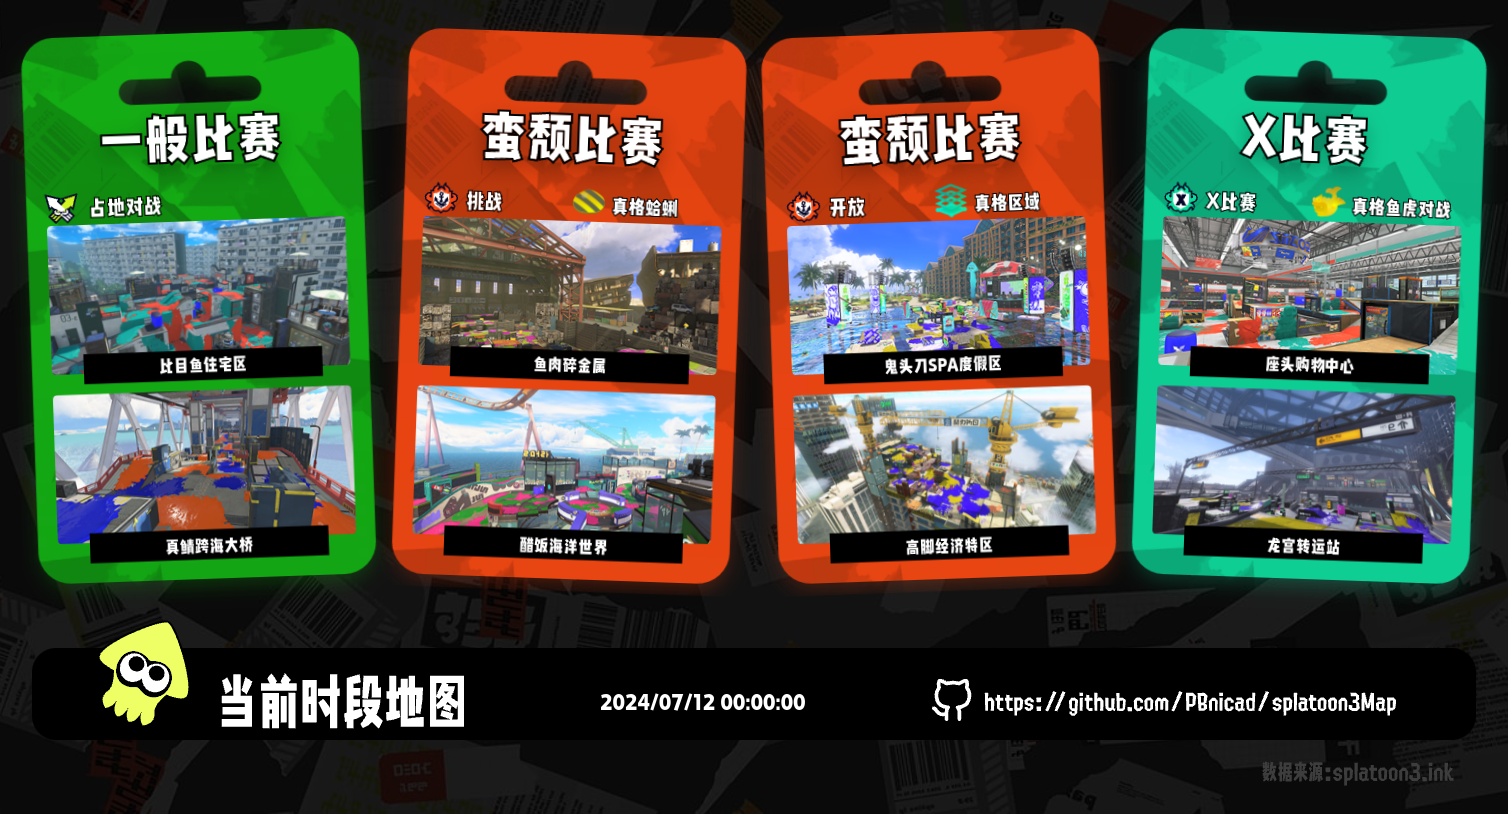 一般比赛
占地对战
比目鱼住宅区
真鲭跨海大桥
蛮颓比赛
挑战
真格蛤蜊
鱼肉碎金属
醋饭海洋世界
蛮颓比赛
开放
真格区域
鬼头刀SPA度假区
高脚经济特区
X比赛
X比赛
真格鱼虎对战
座头购物中心
龙宫转运站
当前时段地图
2024/07/12 00:00:00
https://github.com/PBnicad/splatoon3Map
数据来源:splatoon3.ink